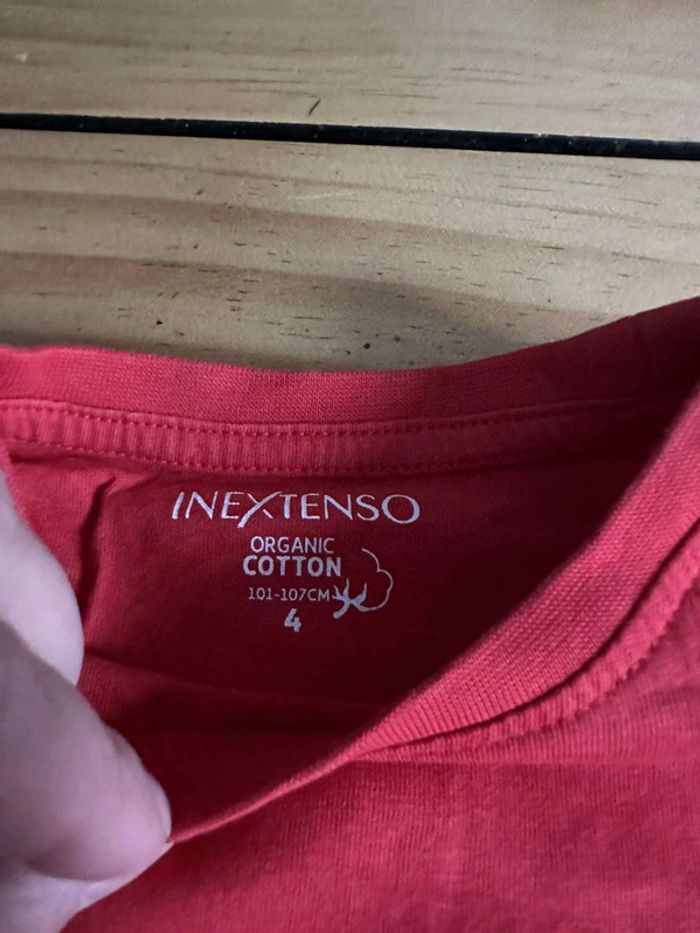 INEXTENSO
ORGANIC
COTTON
101-107CM
4